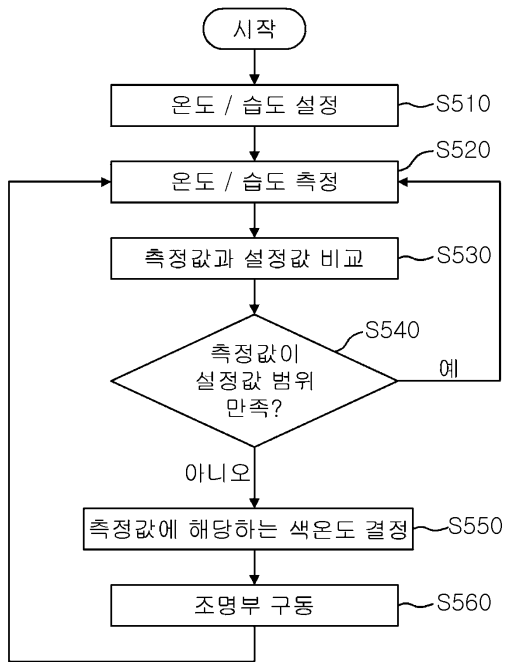 시작
온도 / 습도 설정
S510
S520
온도 / 습도 측정
측정값과 설정값 비교
S530
S540
측정값이
설정값 범위
만족?
예
아니오
측정값에 해당하는 색온도 결정
S550
조명부 구동
S560